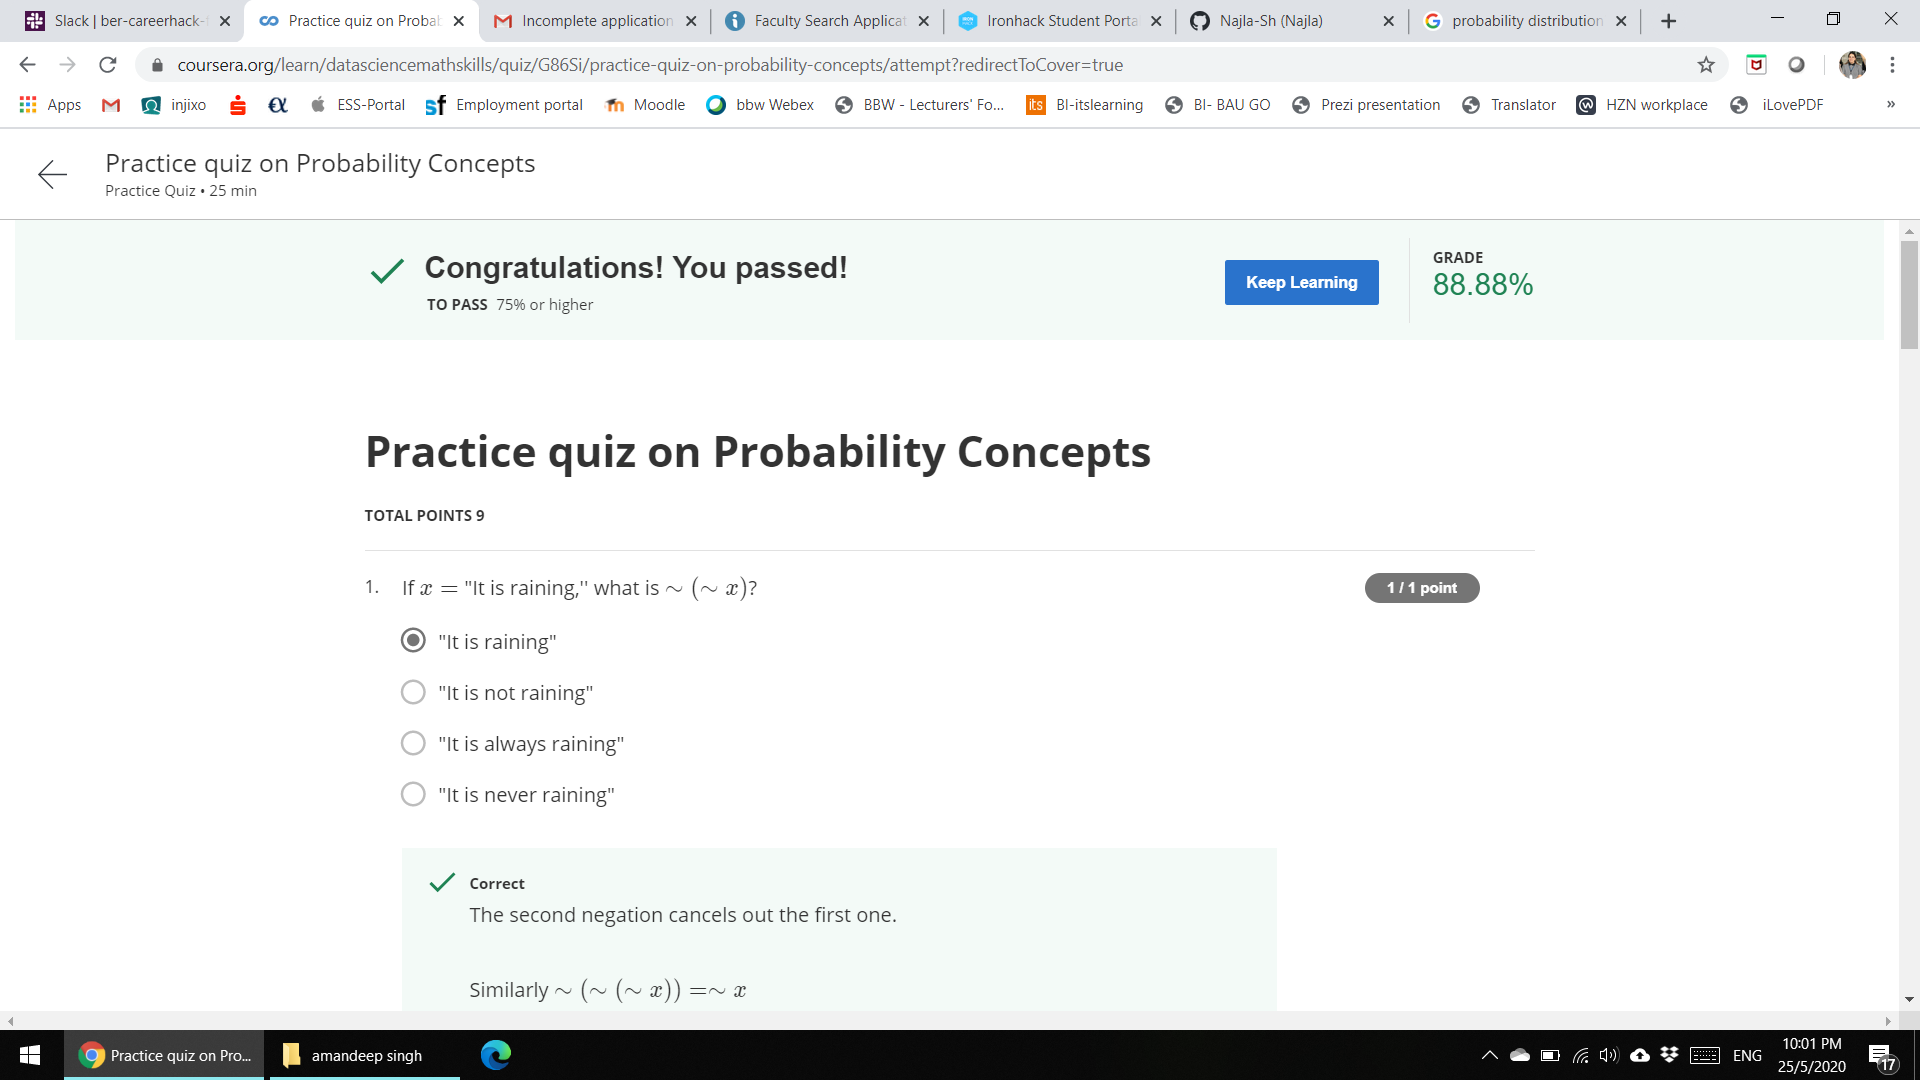 Slack | ber-careerhack-
Practice quiz on Probab
Incomplete application
Faculty Search Applicat
Ironhack Student Porta
Najla-Sh (Najla)
probability distribution
coursera.org/learn/datasciencemathskills/quiz/G86Si/practice-quiz-on-probability-concepts/attempt?redirectToCover=true
Apps
injixo
ESS-Portal
Employment portal
Moodle
bbw Webex
BBW - Lecturers' Fo...
its
BI-itslearning
BI- BAU GO
Prezi presentation
Translator
HZN workplace
iLovePDF
»
Practice quiz on Probability Concepts
Practice Quiz • 25 min
Congratulations! You passed!
TO PASS 75% or higher
Keep Learning
GRADE
88.88%
Practice quiz on Probability Concepts
TOTAL POINTS 9
1. If x = "It is raining,'' what is ∼ (∼ x)?
1 / 1 point
"It is raining"
"It is not raining"
"It is always raining"
"It is never raining"
Correct
The second negation cancels out the first one.
Similarly ∼ (∼ (∼ x)) =∼ x
Practice quiz on Pro...
amandeep singh
ENG
10:01 PM
25/5/2020
17